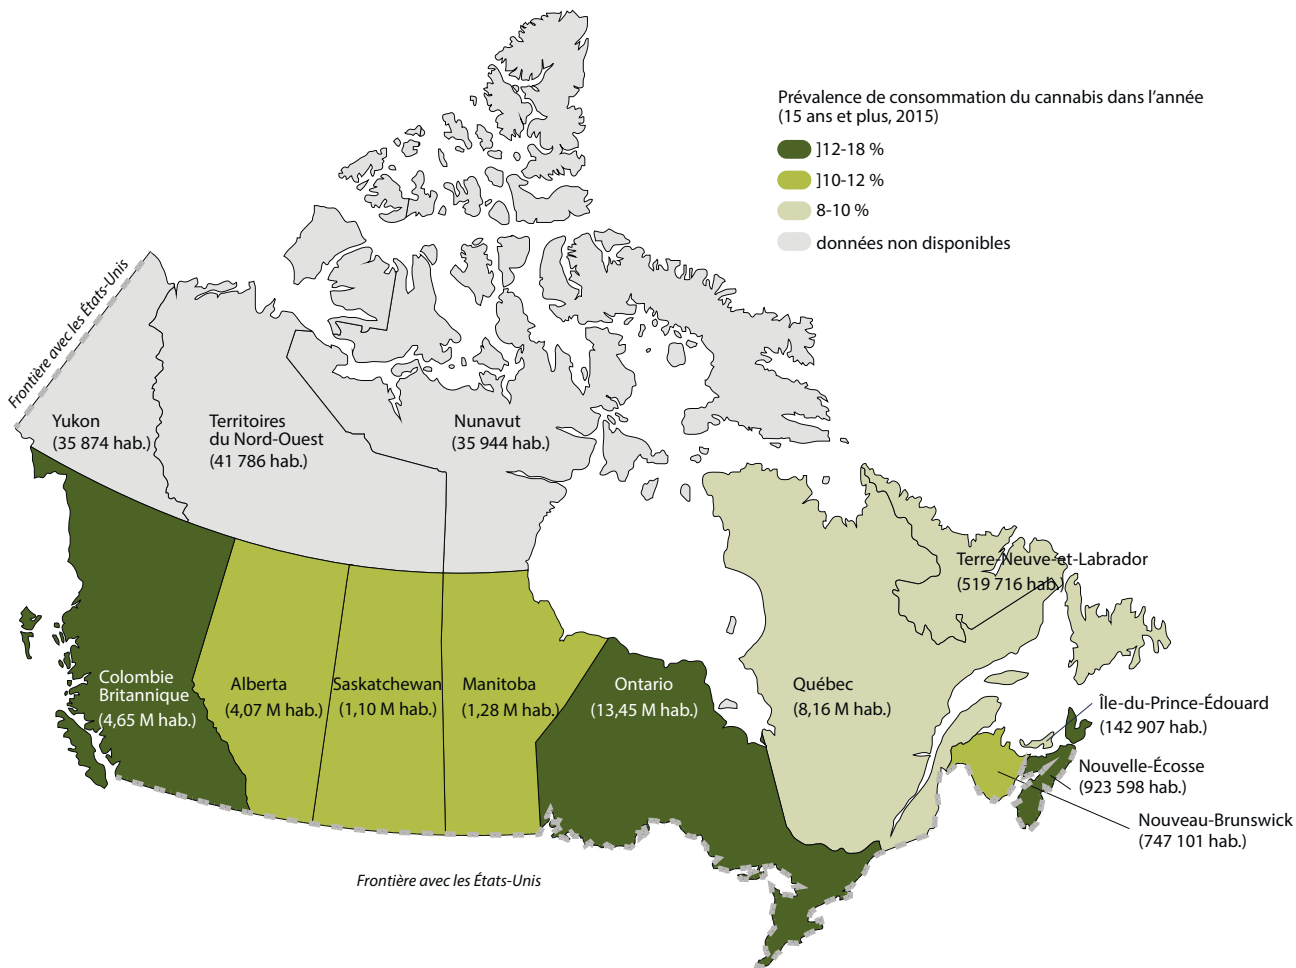 Prévalence de consommation du cannabis dans l'année
(15 ans et plus, 2015)
]12-18 %
]10-12 %
8-10 %
données non disponibles
Frontière avec les États-Unis
Yukon
(35 874 hab.)
Territoires
du Nord-Ouest
(41 786 hab.)
Nunavut
(35 944 hab.)
Terre-Neuve-et-Labrador
(519 716 hab.)
Colombie
Britannique
(4,65 M hab.)
Alberta
(4,07 M hab.)
Saskatchewan
(1,10 M hab.)
Manitoba
(1,28 M hab.)
Ontario
(13,45 M hab.)
Québec
(8,16 M hab.)
Île-du-Prince-Édouard
(142 907 hab.)
Nouvelle-Écosse
(923 598 hab.)
Nouveau-Brunswick
(747 101 hab.)
Frontière avec les États-Unis